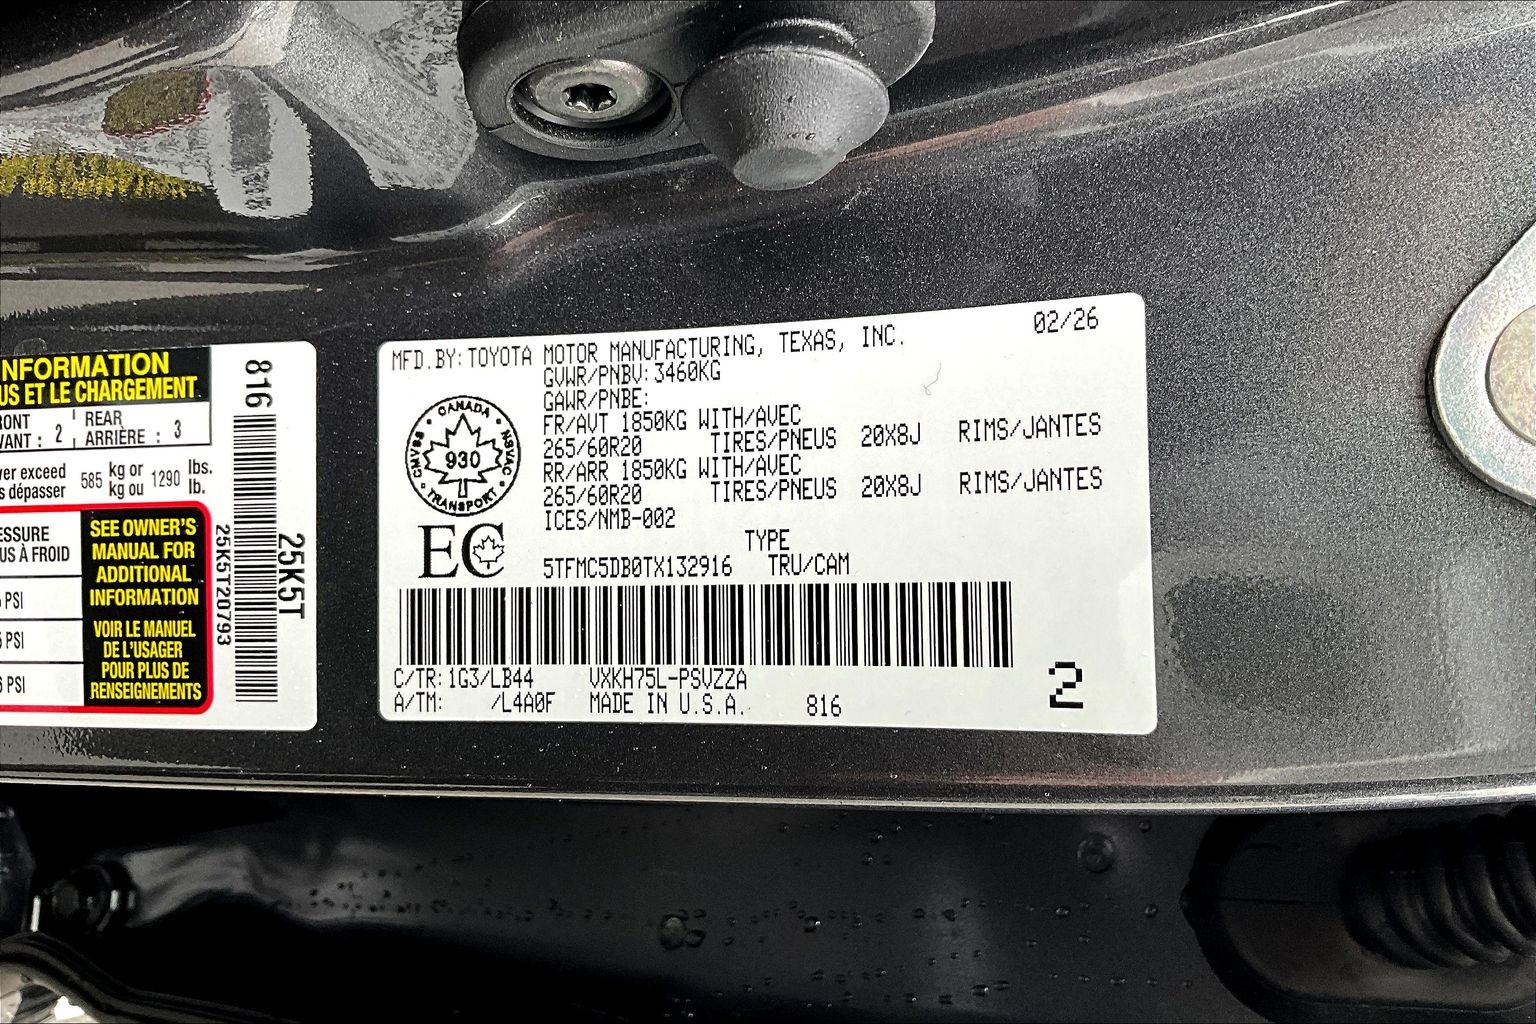 NFORMATION
US ET LE CHARGEMENT
RONT
VANT : 2
REAR
ARRIÈRE : 3
ver exceed 585 kg or 1290 lbs.
s dépasser kg ou lb.
ESSURE
US À FROID
PSI
5 PSI
PSI
SEE OWNER'S
MANUAL FOR
ADDITIONAL
INFORMATION
VOIR LE MANUEL
DE L'USAGER
POUR PLUS DE
RENSEIGNEMENTS
816
25K5T20793
25K5T
MFD.BY:TOYOTA MOTOR MANUFACTURING, TEXAS, INC. 02/26
GVWR/PNBV:3460KG
GAWR/PNBE:
FR/AVT 1850KG WITH/AVEC
265/60R20 TIRES/PNEUS 20X8J RIMS/JANTES
RR/ARR 1850KG WITH/AVEC
265/60R20 TIRES/PNEUS 20X8J RIMS/JANTES
ICES/NMB-002
CANADA
CMVSS
NSVAC
930
TRANSPORT
EC
TYPE
5TFMC5DB0TX132916 TRU/CAM
C/TR:1G3/LB44 VXKH75L-PSVZZA
A/TM: /L4A0F MADE IN U.S.A. 816
2